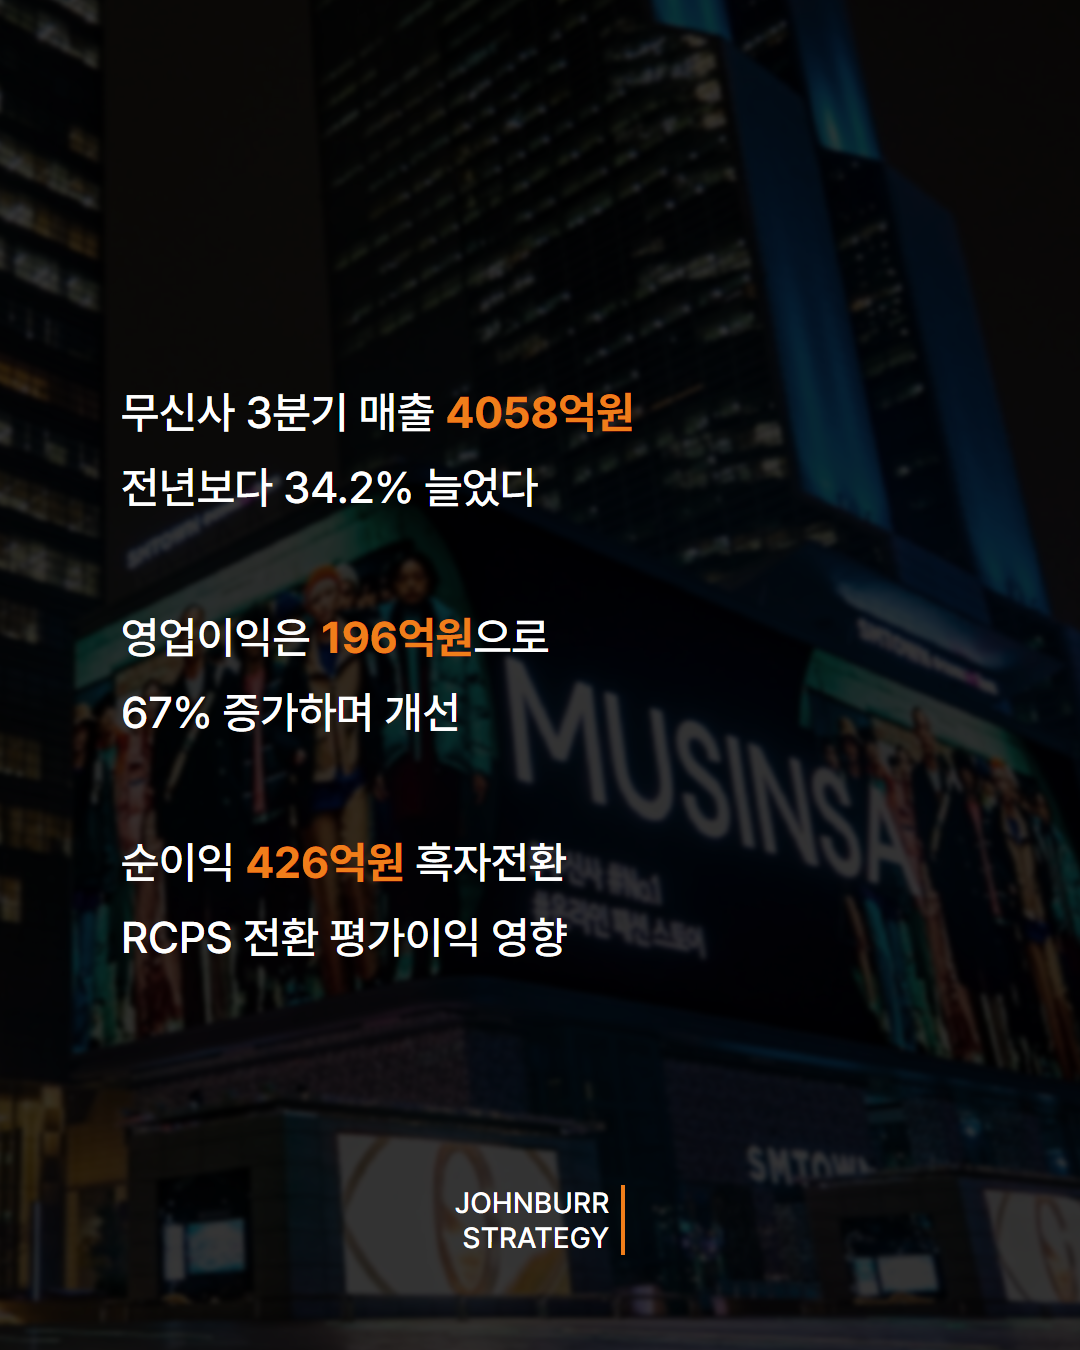 무신사 3분기 매출 4058억원
전년보다 34.2% 늘었다
영업이익은 196억원으로
67% 증가하며 개선
MUSINSA
순이익 426억원 흑자전환
RCPS 전환 평가이익 영향
SMTOWN
JOHNBURR
STRATEGY